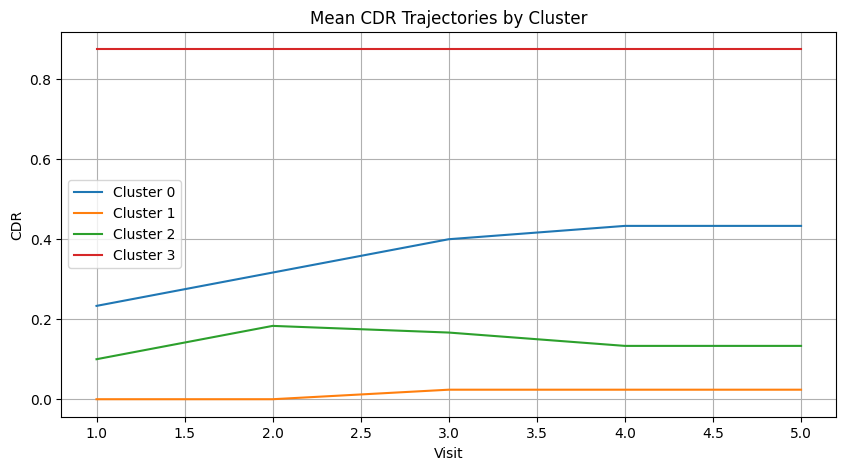 Mean CDR Trajectories by Cluster
CDR
0.8
0.6
0.4
0.2
0.0
Cluster 0
Cluster 1
Cluster 2
Cluster 3
1.0 1.5 2.0 2.5 3.0 3.5 4.0 4.5 5.0
Visit